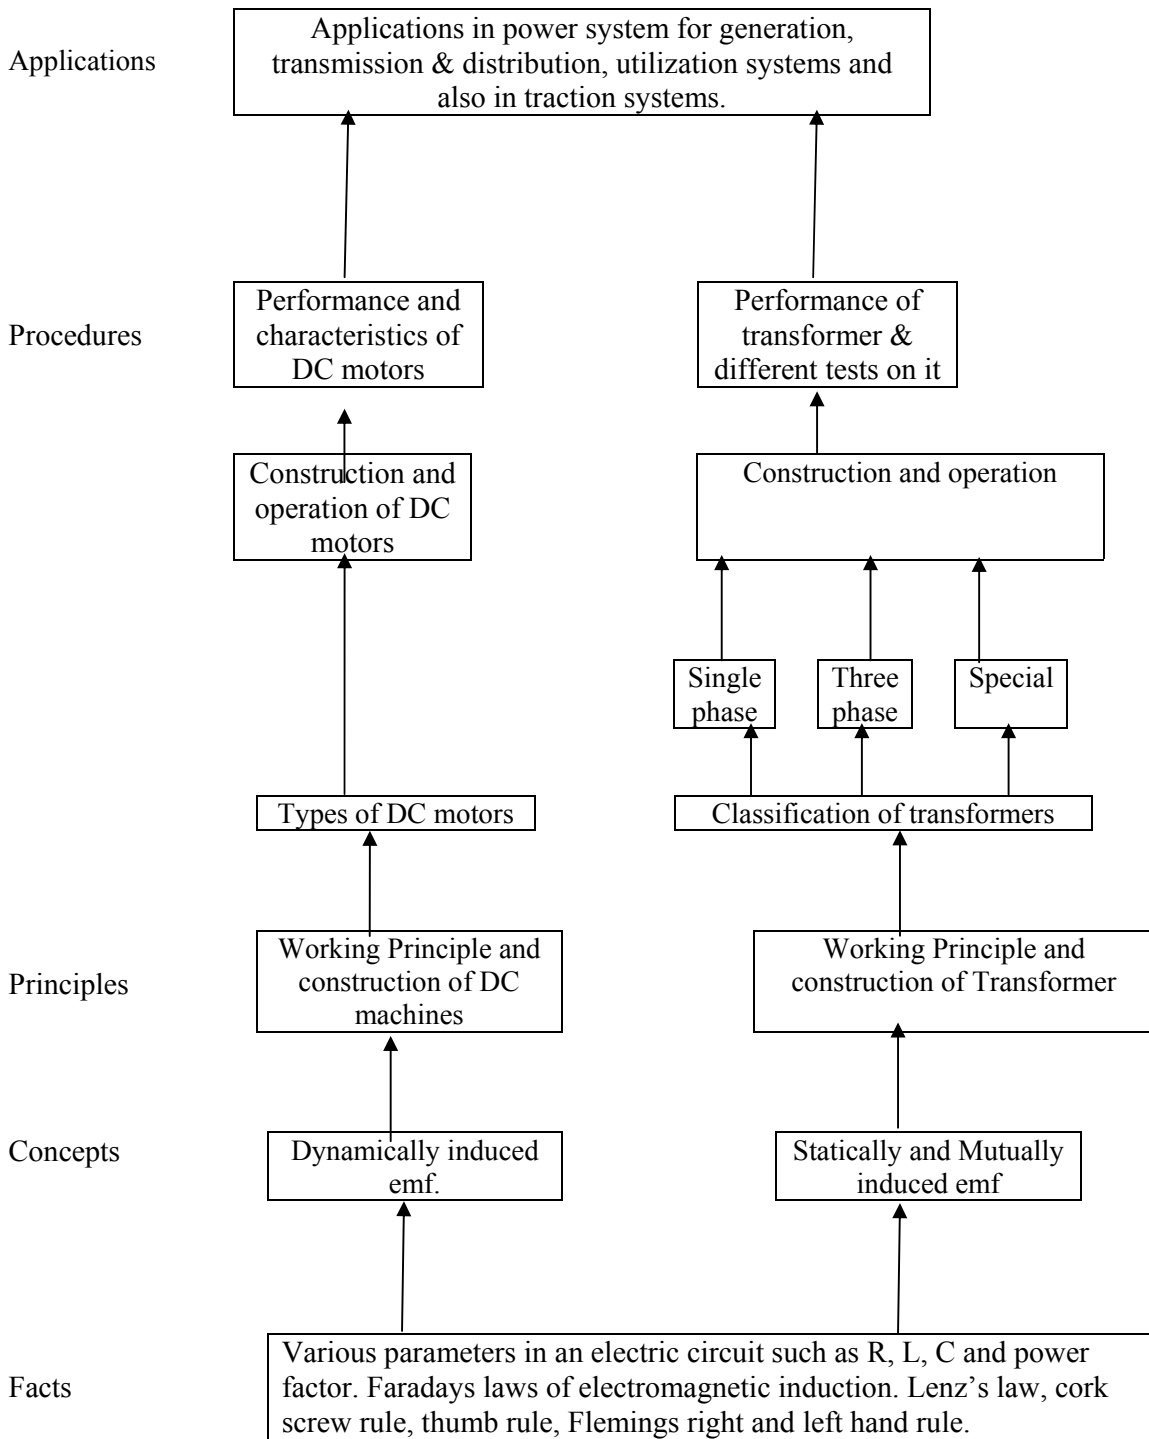 Applications
Applications in power system for generation,
transmission & distribution, utilization systems and
also in traction systems.
Procedures
Performance and
characteristics of
DC motors
Performance of
transformer &
different tests on it
Construction and
operation of DC
motors
Construction and operation
Single
phase
Three
phase
Special
Types of DC motors
Classification of transformers
Principles
Working Principle and
construction of DC
machines
Working Principle and
construction of Transformer
Concepts
Dynamically induced
emf.
Statically and Mutually
induced emf
Facts
Various parameters in an electric circuit such as R, L, C and power
factor. Faradays laws of electromagnetic induction. Lenz’s law, cork
screw rule, thumb rule, Flemings right and left hand rule.